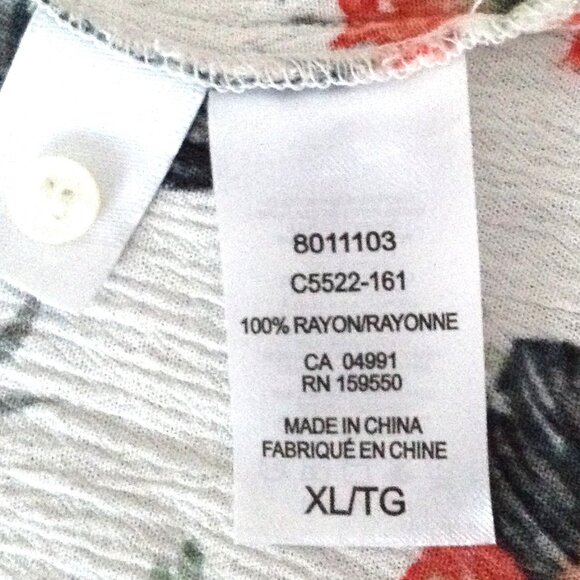 8011103
C5522-161
100% RAYON/RAYONNE
CA 04991
RN 159550
MADE IN CHINA
FABRIQUÉ EN CHINE
XL/TG